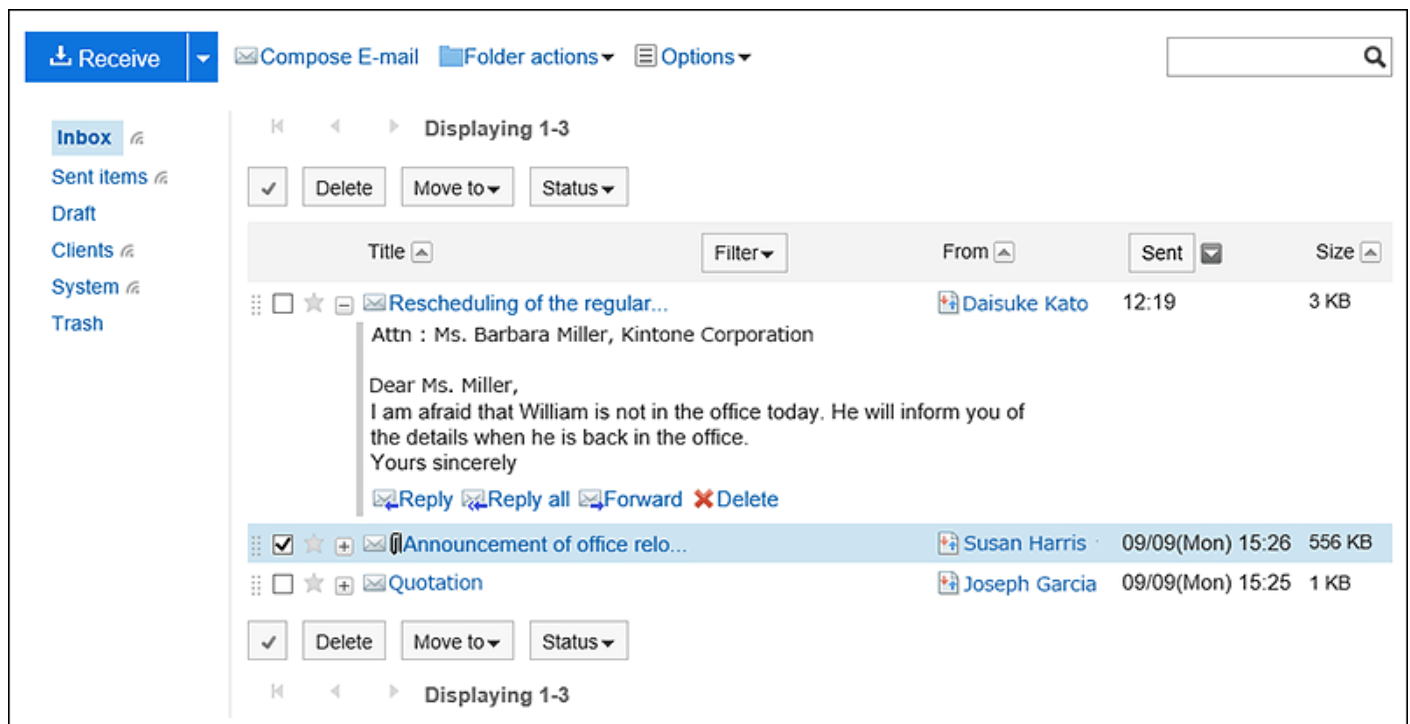 Receive Compose E-mail Folder actions Options
Inbox
Sent items
Draft
Clients
System
Trash
Displaying 1-3
Delete Move to Status
Title Filter From Sent Size
Rescheduling of the regular... Daisuke Kato 12:19 3 KB
Attn : Ms. Barbara Miller, Kintone Corporation
Dear Ms. Miller,
I am afraid that William is not in the office today. He will inform you of
the details when he is back in the office.
Yours sincerely
Reply Reply all Forward Delete
Announcement of office relo... Susan Harris 09/09(Mon) 15:26 556 KB
Quotation Joseph Garcia 09/09(Mon) 15:25 1 KB
Delete Move to Status
Displaying 1-3